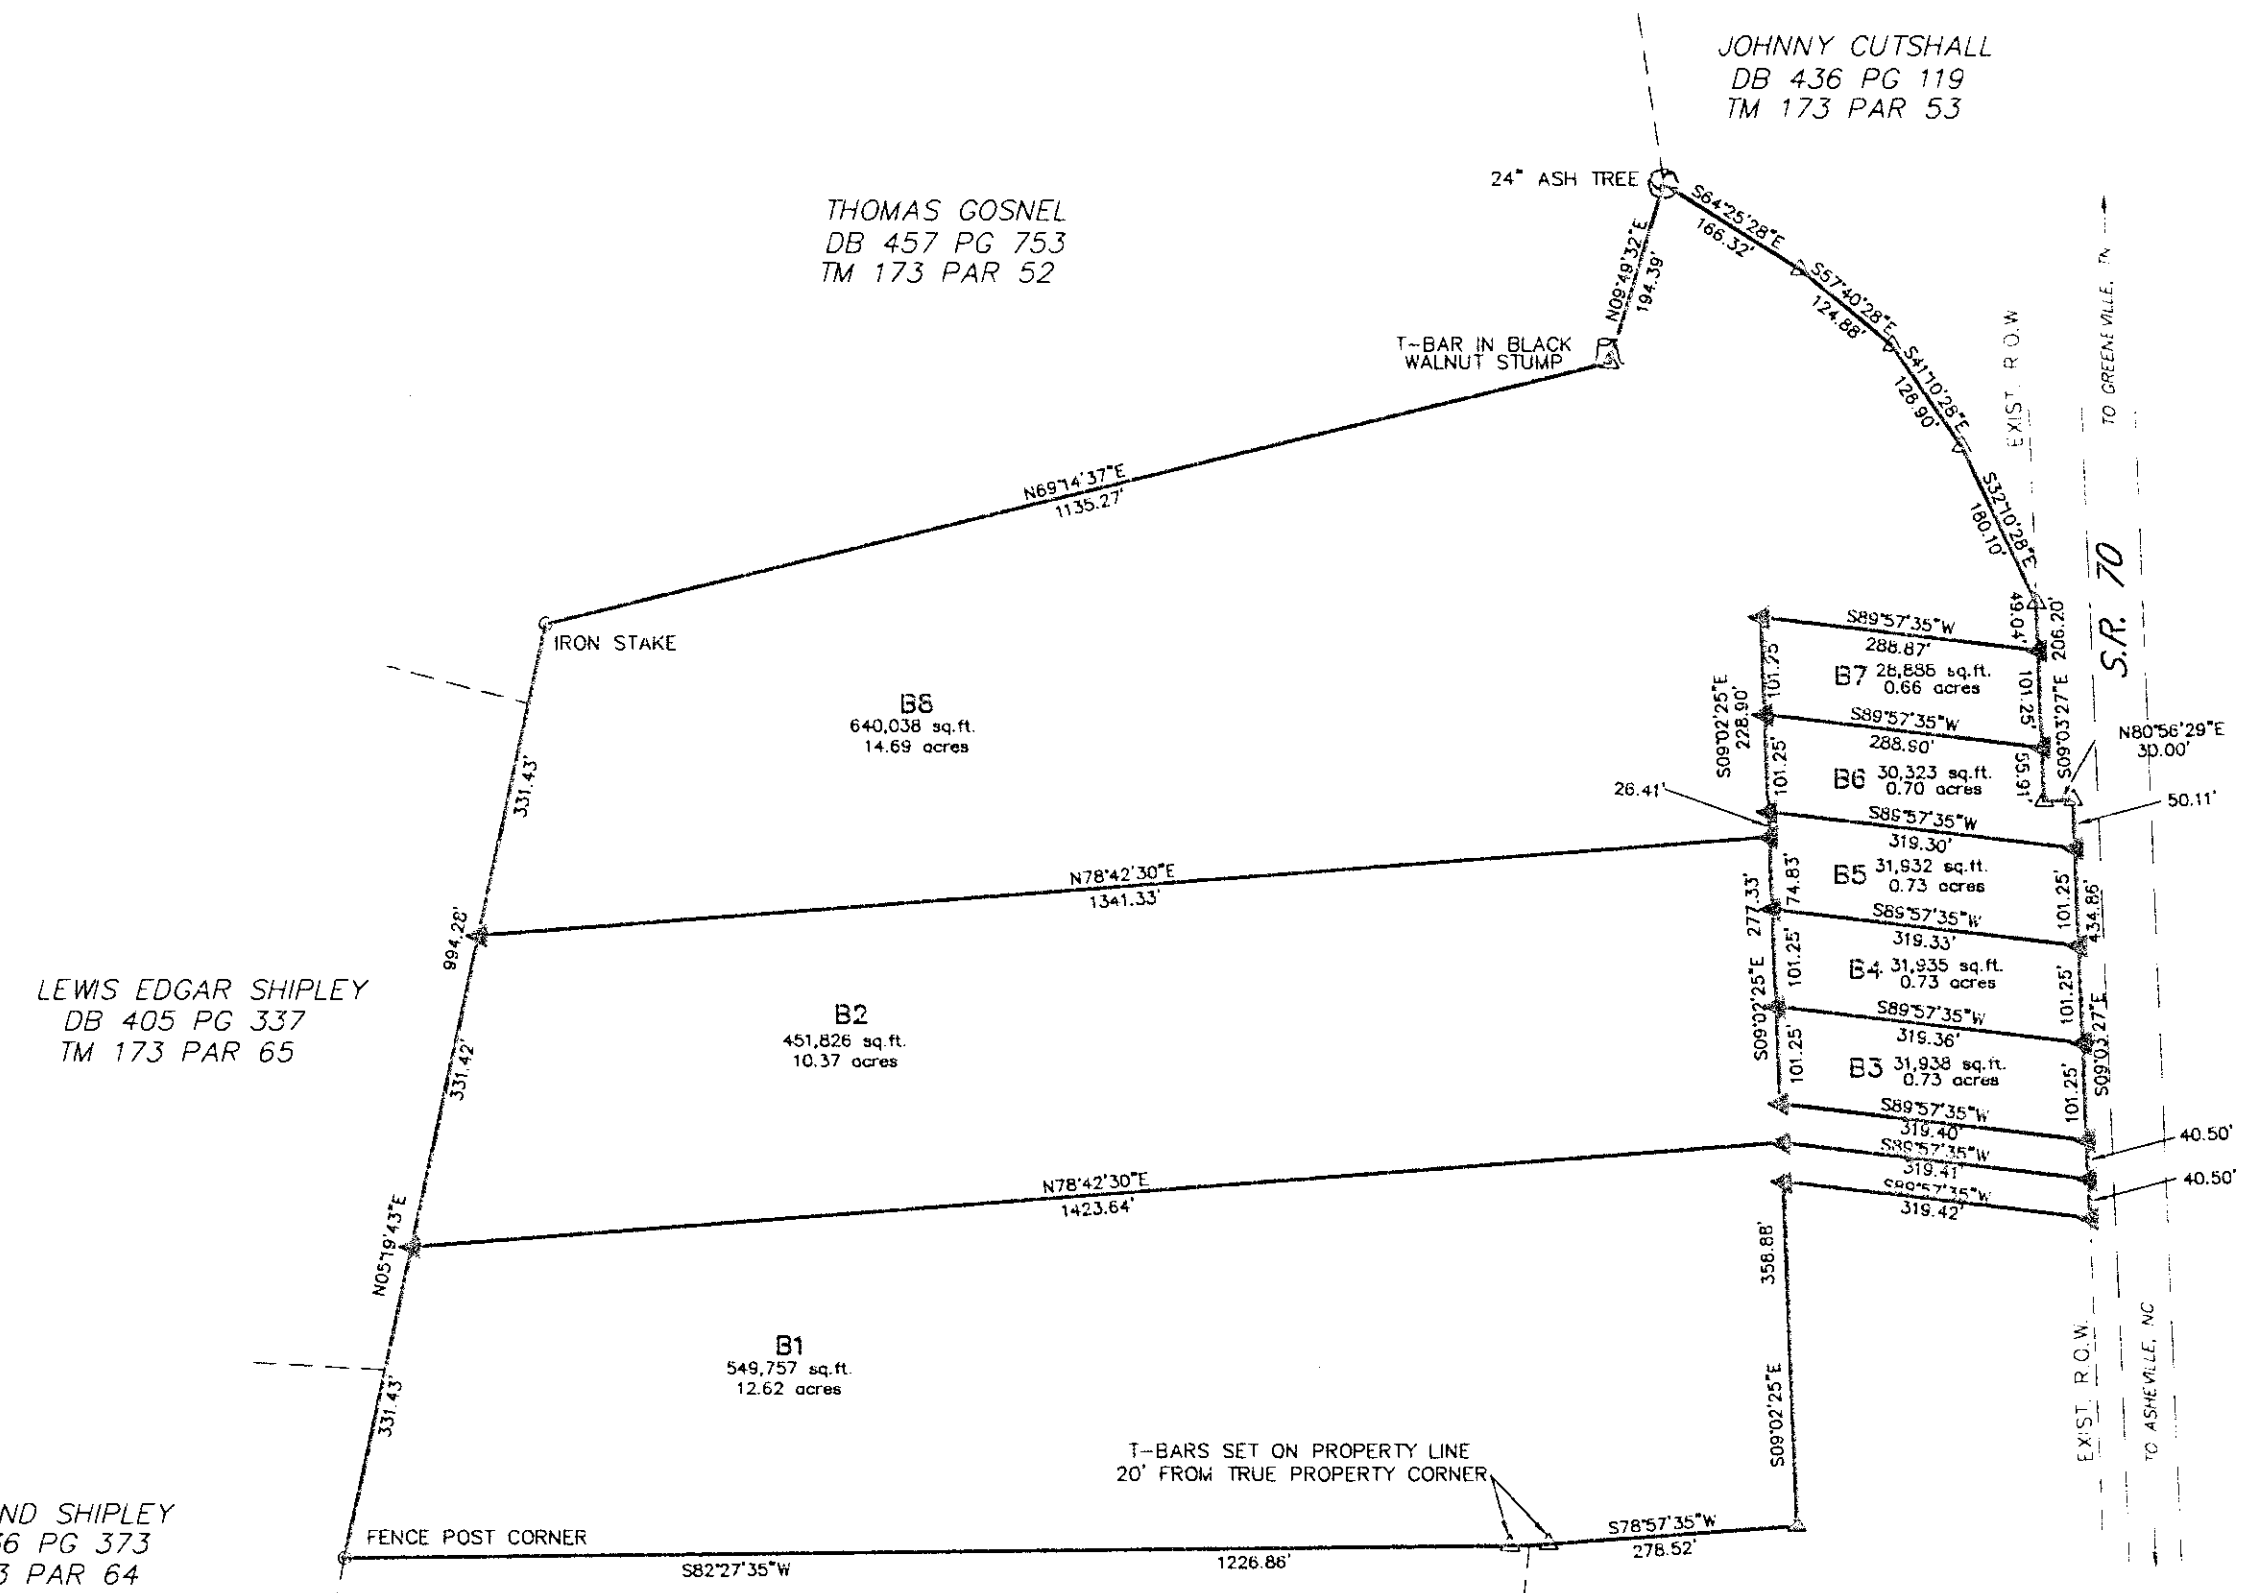 JOHNNY CUTSHALL
DB 436 PG 119
TM 173 PAR 53
24" ASH TREE
S64°25'28"E
166.32'
THOMAS GOSNEL
DB 457 PG 753
TM 173 PAR 52
N09°49'32"E
194.39'
S57°40'28"E
124.88'
T-BAR IN BLACK
WALNUT STUMP
S41°10'28"E
126.90'
EXIST. R.O.W
TO GREENEVILLE, TN
N69°14'37"E
1135.27'
S32°10'28"E
180.10'
S.R. 70
IRON STAKE
S89°57'35"W
288.87'
49.04'
206.20'
101.25'
B7 28,886 sq.ft.
0.66 acres
101.25'
S09°03'27"E
S09°02'25"E
228.90'
B8
640,038 sq.ft.
14.69 acres
S89°57'35"W
288.90'
N80°56'29"E
30.00'
331.43'
26.41'
101.25'
B6 30,323 sq.ft.
0.70 acres
55.91'
50.11'
S89°57'35"W
319.30'
N78°42'30"E
1341.33'
277.33'
74.83'
B5 31,932 sq.ft.
0.73 acres
101.25'
434.86'
994.28'
S89°57'35"W
319.33'
LEWIS EDGAR SHIPLEY
DB 405 PG 337
TM 173 PAR 65
B2
451,826 sq.ft.
10.37 acres
S09°02'25"E
101.25'
B4 31,935 sq.ft.
0.73 acres
101.25'
S89°57'35"W
319.36'
331.42'
101.25'
B3 31,938 sq.ft.
0.73 acres
101.25'
S09°03'27"E
S89°57'35"W
319.40'
40.50'
S89°57'35"W
319.41'
40.50'
N78°42'30"E
1423.64'
S89°57'35"W
319.42'
N05°19'43"E
358.88'
B1
549,757 sq.ft.
12.62 acres
331.43'
S09°02'25"E
EXIST. R.O.W.
TO ASHEVILLE, NC
T-BARS SET ON PROPERTY LINE
20' FROM TRUE PROPERTY CORNER
ND SHIPLEY
6 PG 373
3 PAR 64
FENCE POST CORNER
S82°27'35"W
1226.86'
S78°57'35"W
278.52'